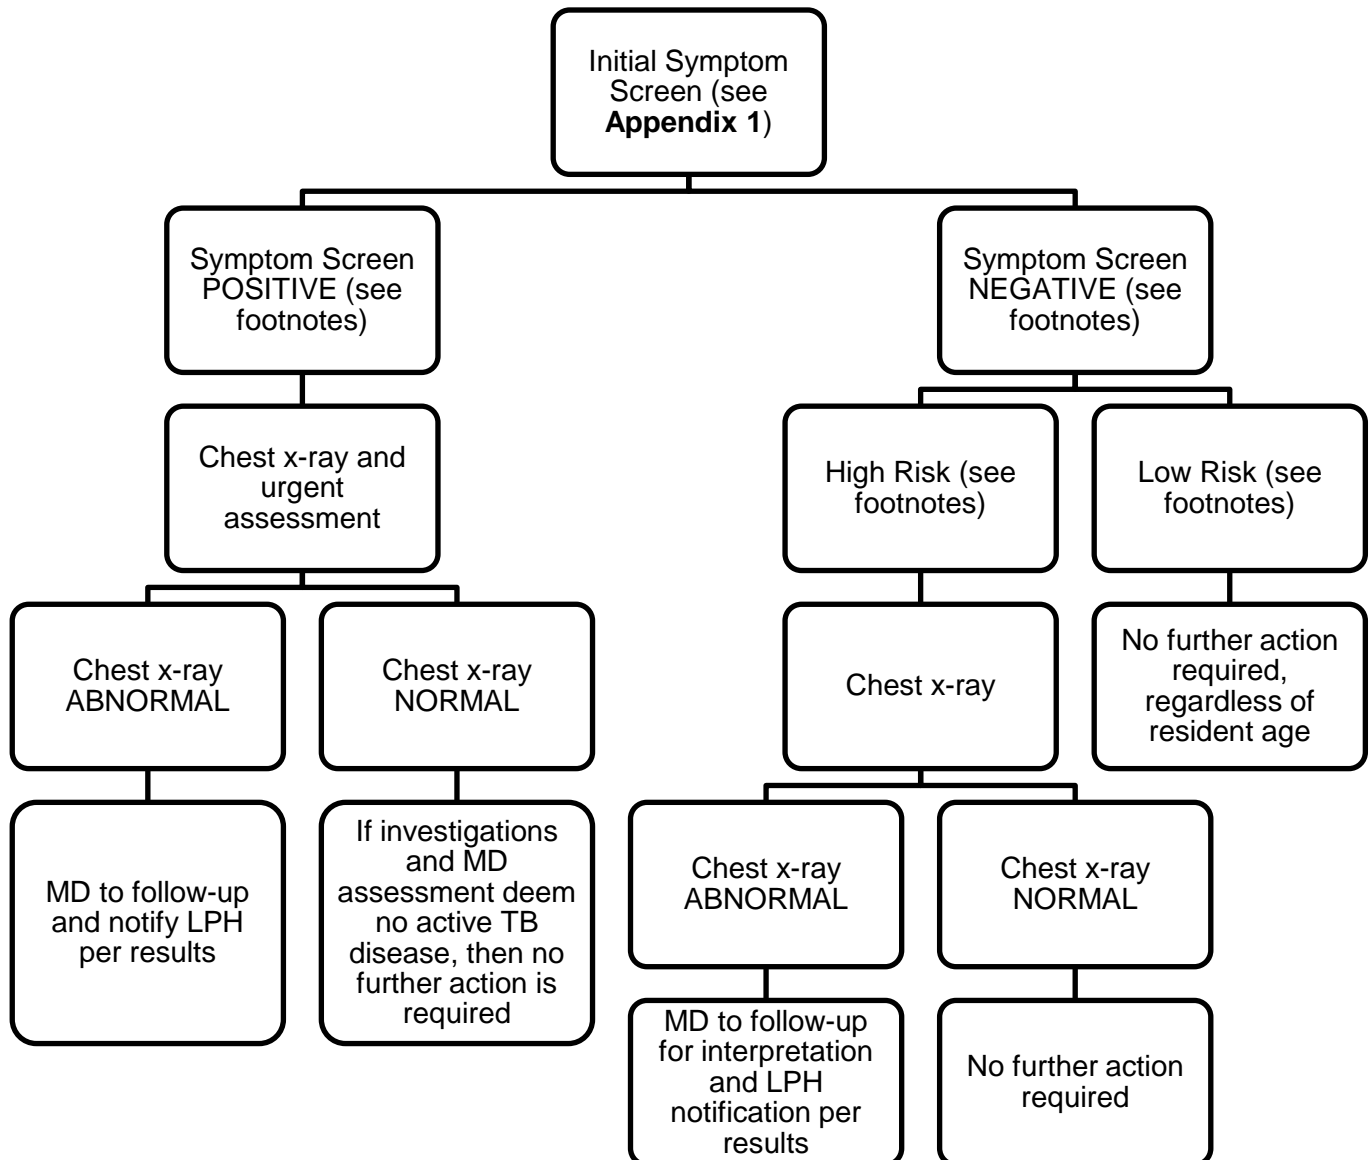 Initial Symptom
Screen (see
Appendix 1)
Symptom Screen
POSITIVE (see
footnotes)
Symptom Screen
NEGATIVE (see
footnotes)
Chest x-ray and
urgent
assessment
High Risk (see
footnotes)
Low Risk (see
footnotes)
Chest x-ray
ABNORMAL
Chest x-ray
NORMAL
Chest x-ray
No further action
required,
regardless of
resident age
MD to follow-up
and notify LPH
per results
If investigations
and MD
assessment deem
no active TB
disease, then no
further action is
required
Chest x-ray
ABNORMAL
Chest x-ray
NORMAL
MD to follow-up
for interpretation
and LPH
notification per
results
No further action
required